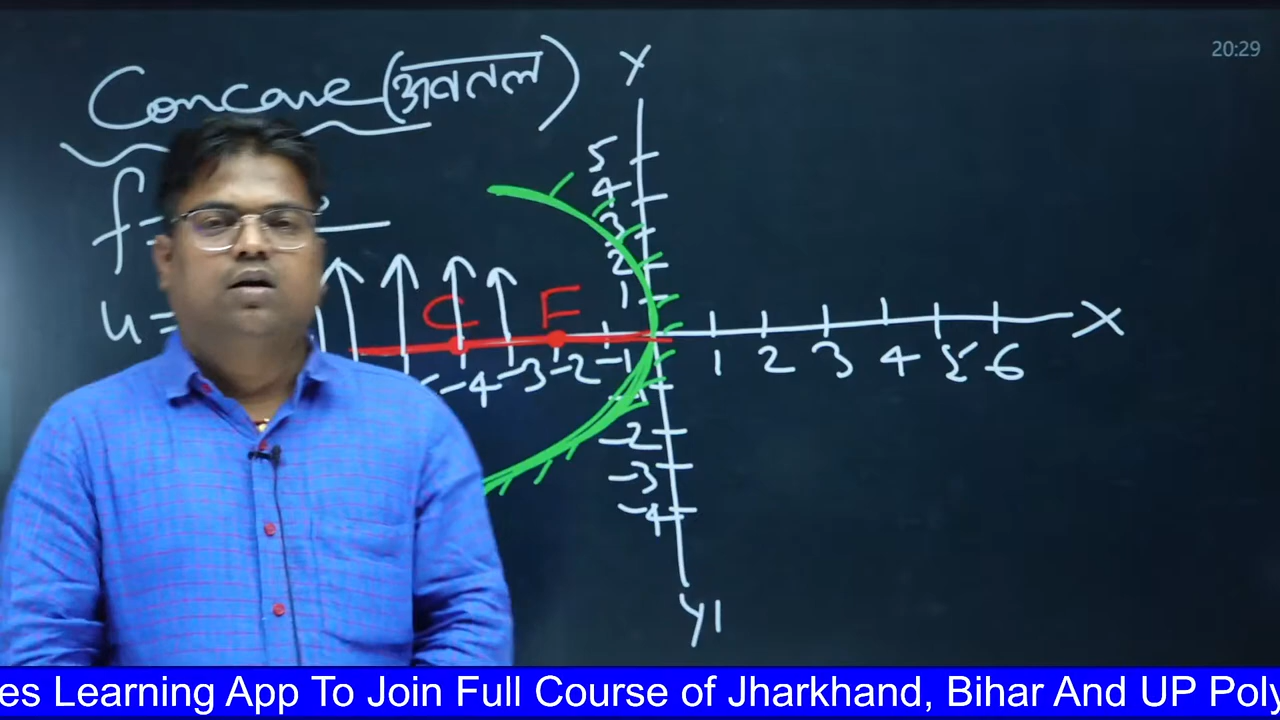 20:29
Concave (अवतल)
Y
5
4
3
2
1
f=
u=
C F
X
-4 -3 -2 -1 1 2 3 4 5 6
-1
-2
-3
-4
Y1
es Learning App To Join Full Course of Jharkhand, Bihar And UP Poly